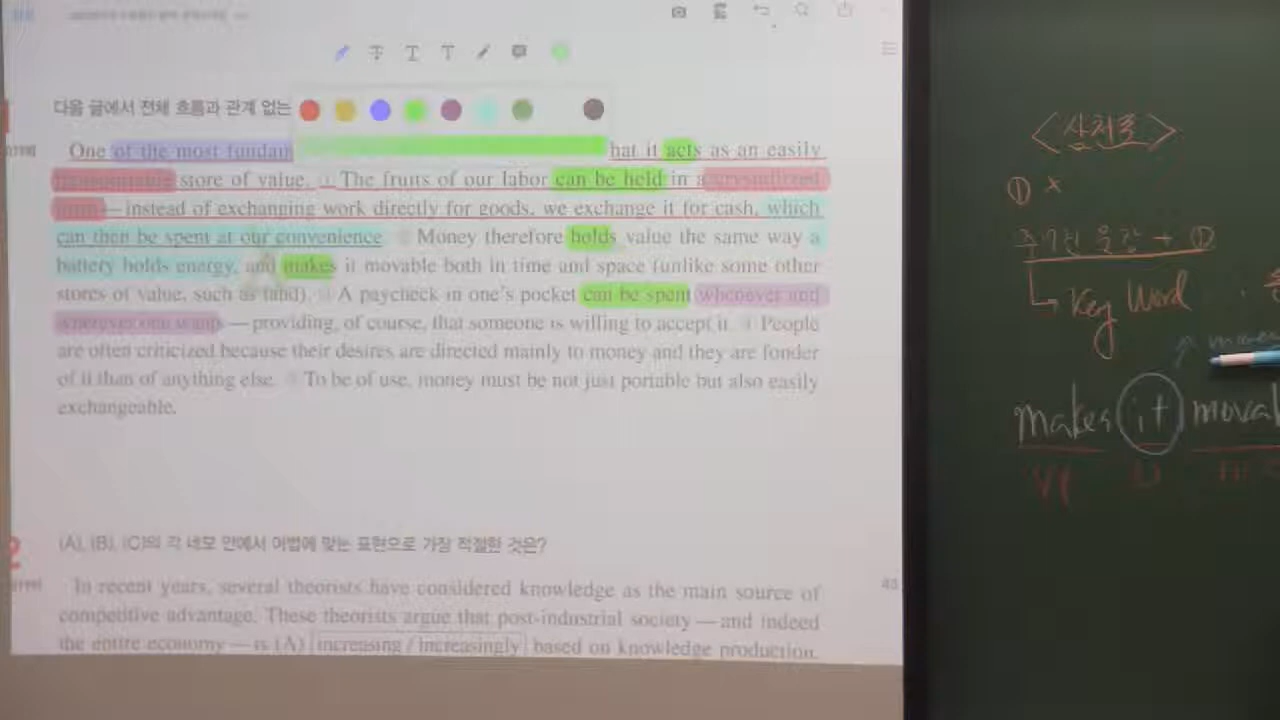 다음 글에서 전체 흐름과 관계 없는
One of the most fundam hat it acts as an easily
store of value. ① The fruits of our labor can be held in a crystallized
form—instead of exchanging work directly for goods, we exchange it for cash, which
can then be spent at our convenience. Money therefore holds value the same way a
battery holds energy, and makes it movable both in time and space (unlike some other
stores of value, such as land). A paycheck in one's pocket can be spent whenever and
wherever one wants—providing, of course, that someone is willing to accept it. People
are often criticized because their desires are directed mainly to money and they are fonder
of it than of anything else. To be of use, money must be not just portable but also easily
exchangeable.
2
(A), (B), (C)의 각 네모 안에서 어법에 맞는 표현으로 가장 적절한 것은?
In recent years, several theorists have considered knowledge as the main source of
competitive advantage. These theorists argue that post-industrial society—and indeed
the entire economy—is (A) increasing / increasingly based on knowledge production.
43
<삼천포>
① x
+ ①
Key Word
makes it movab